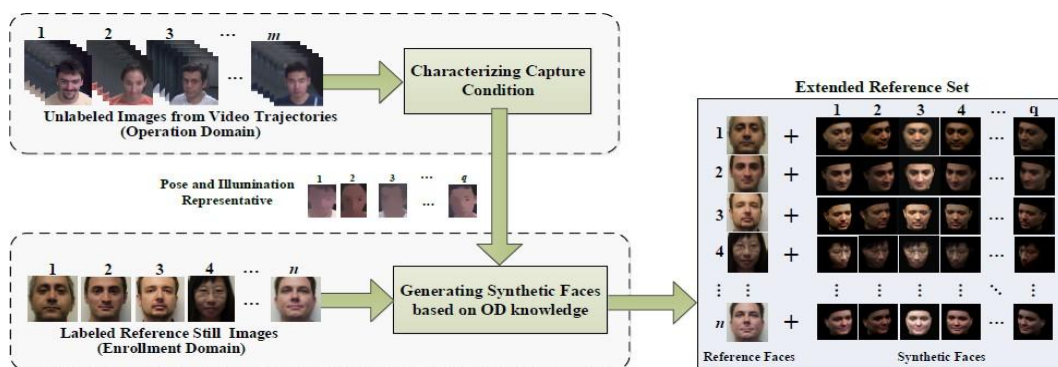 1 2 3 ... m
...
Unlabeled Images from Video Trajectories
(Operation Domain)
Characterizing Capture
Condition
Pose and Illumination
Representative
1 2 3 ... q
...
1 2 3 4 ... n
...
Labeled Reference Still Images
(Enrollment Domain)
Generating Synthetic Faces
based on OD knowledge
Extended Reference Set
1 2 3 4 ... q
1 + ...
2 + ...
3 + ...
4 + ...
⋮ ⋮ ⋮ ⋮ ⋮ ⋮ ⋱ ⋮
n + ...
Reference Faces Synthetic Faces